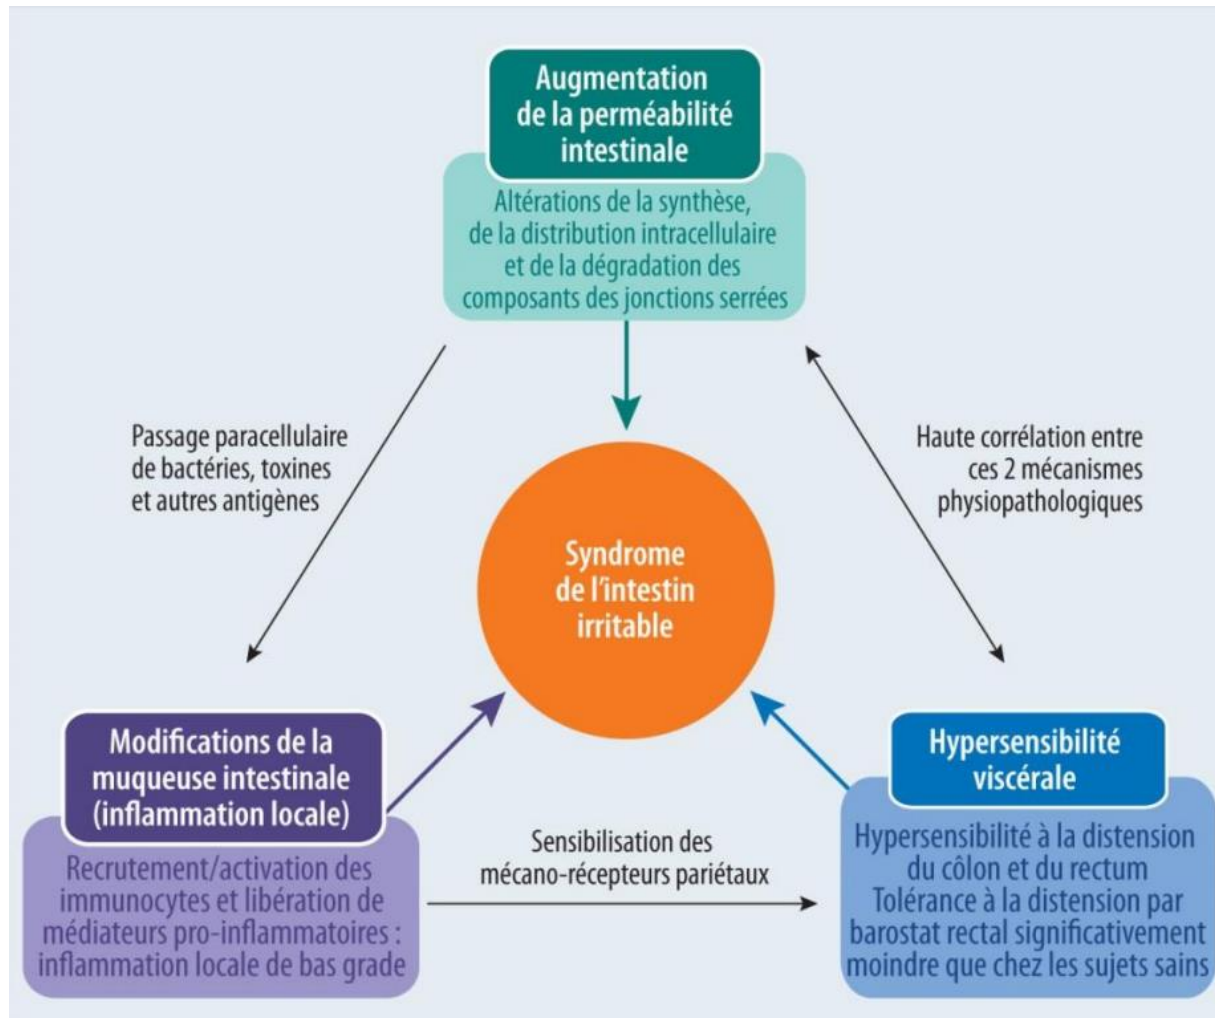 Augmentation
de la perméabilité
intestinale
Altérations de la synthèse,
de la distribution intracellulaire
et de la dégradation des
composants des jonctions serrées
Passage paracellulaire
de bactéries, toxines
et autres antigènes
Haute corrélation entre
ces 2 mécanismes
physiopathologiques
Syndrome
de l'intestin
irritable
Modifications de la
muqueuse intestinale
(inflammation locale)
Recrutement/activation des
immunocytes et libération de
médiateurs pro-inflammatoires :
inflammation locale de bas grade
Sensibilisation des
mécano-récepteurs pariétaux
Hypersensibilité
viscérale
Hypersensibilité à la distension
du côlon et du rectum
Tolérance à la distension par
barostat rectal significativement
moindre que chez les sujets sains